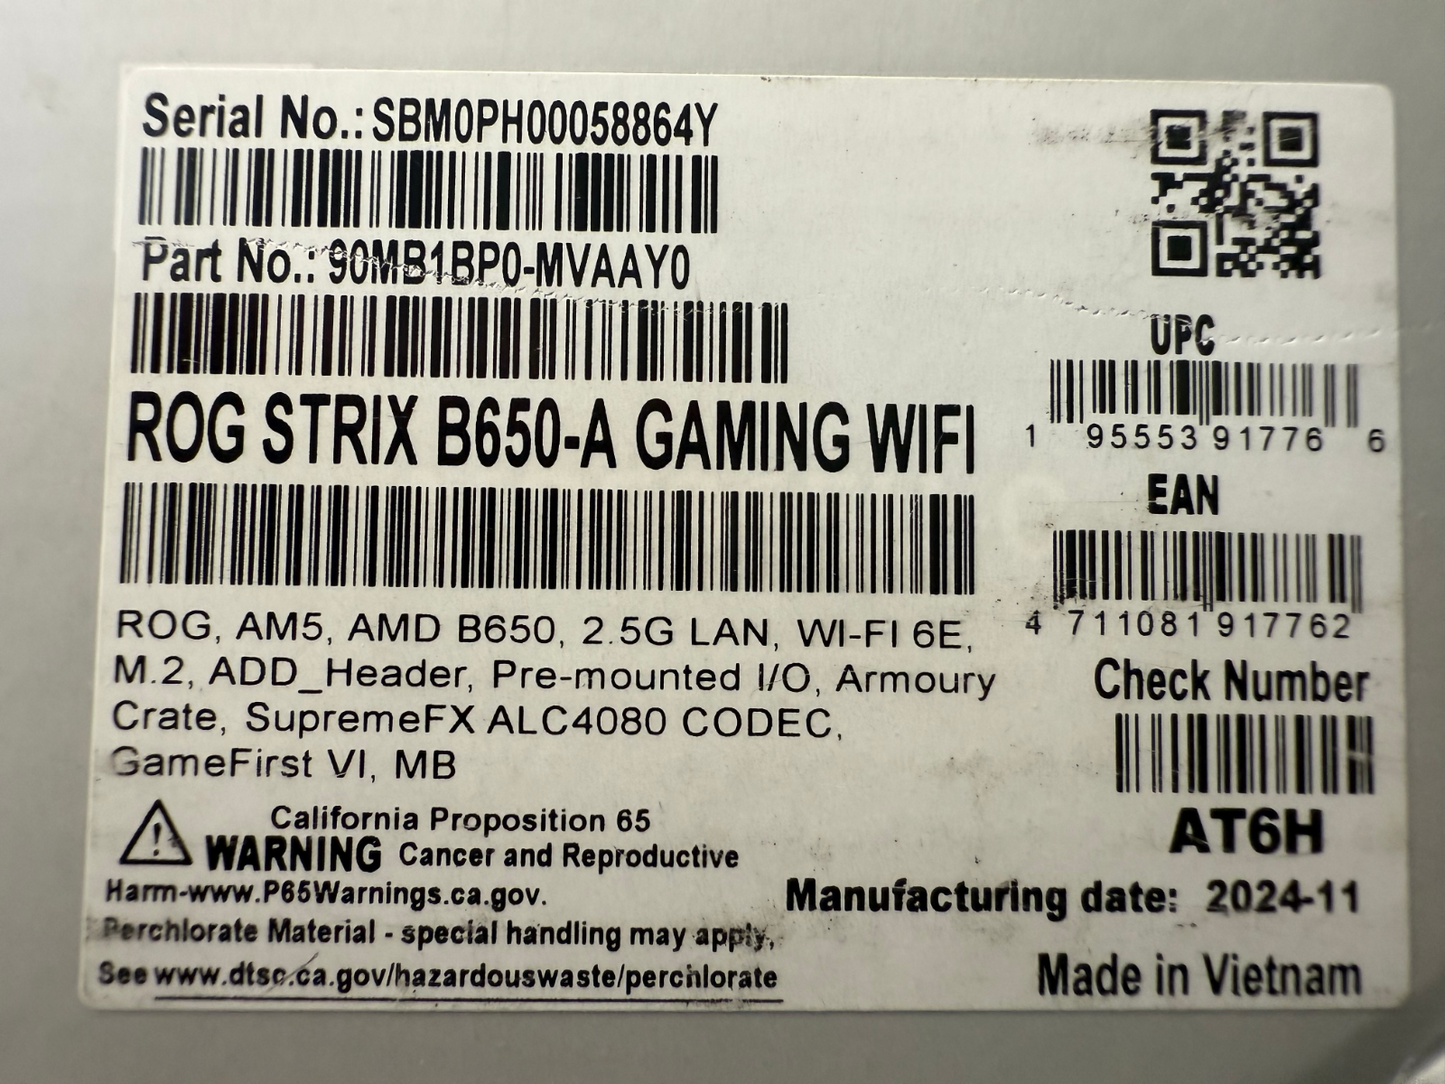 Serial No.: SBM0PH00058864Y
Part No.: 90MB1BP0-MVAAY0
ROG STRIX B650-A GAMING WIFI
ROG, AM5, AMD B650, 2.5G LAN, WI-FI 6E,
M.2, ADD_Header, Pre-mounted I/O, Armoury
Crate, SupremeFX ALC4080 CODEC,
GameFirst VI, MB
California Proposition 65
WARNING Cancer and Reproductive
Harm-www.P65Warnings.ca.gov.
Perchlorate Material - special handling may apply,
See www.dtsc.ca.gov/hazardouswaste/perchlorate
UPC
1 95553 91776 6
EAN
4 711081 917762
Check Number
AT6H
Manufacturing date: 2024-11
Made in Vietnam